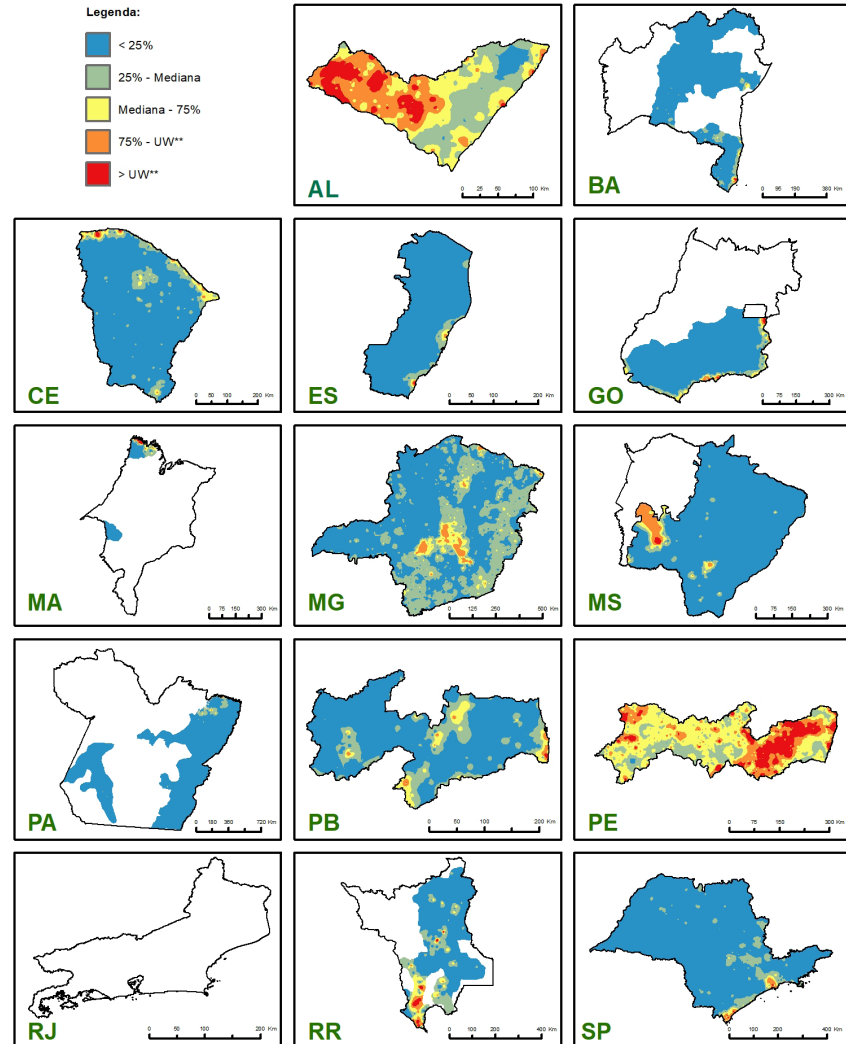 Legenda:
< 25%
25% - Mediana
Mediana - 75%
75% - UW**
> UW**
AL
0 25 50 100 Km
BA
0 95 190 380 Km
CE
0 50 100 200 Km
ES
0 50 100 200 Km
GO
0 75 150 300 Km
MA
0 75 150 300 Km
MG
0 125 250 500 Km
MS
0 75 150 300 Km
PA
0 180 360 720 Km
PB
0 50 100 200 Km
PE
0 75 150 300 Km
RJ
0 50 100 200 Km
RR
0 100 200 400 Km
SP
0 100 200 400 Km